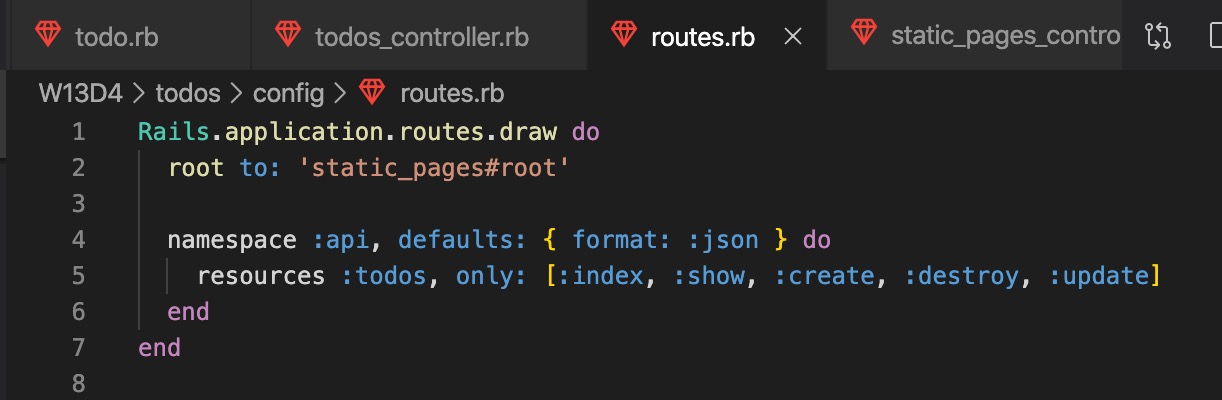 todo.rb todos_controller.rb routes.rb static_pages_contro
W13D4 > todos > config > routes.rb
1 Rails.application.routes.draw do
2   root to: 'static_pages#root'
3
4   namespace :api, defaults: { format: :json } do
5     resources :todos, only: [:index, :show, :create, :destroy, :update]
6   end
7 end
8